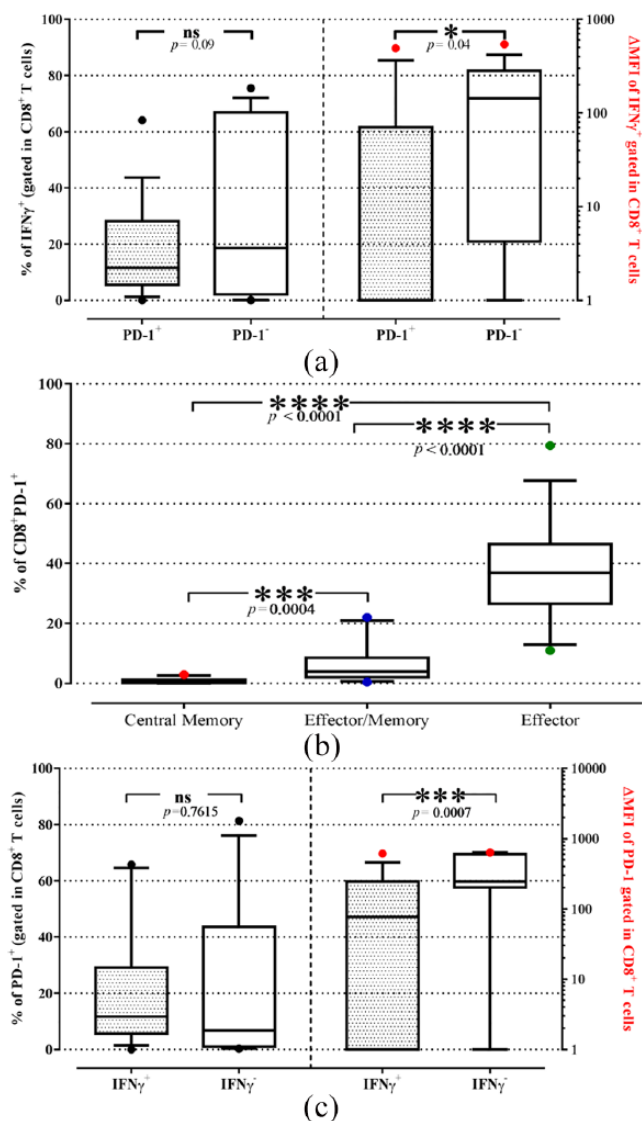 ns
p = 0.09
*
p = 0.04
100
80
60
40
20
0
1000
100
10
1
% of IFNγ⁺ (gated in CD8⁺ T cells)
ΔMFI of IFNγ⁺ gated in CD8⁺ T cells
PD-1⁺ PD-1⁻ PD-1⁺ PD-1⁻
(a)
100
80
60
40
20
0
% of CD8⁺PD-1⁺
****
p < 0.0001
****
p < 0.0001
***
p = 0.0004
Central Memory Effector/Memory Effector
(b)
100
80
60
40
20
0
10000
1000
100
10
1
% of PD-1⁺ (gated in CD8⁺ T cells)
ΔMFI of PD-1 gated in CD8⁺ T cells
ns
p=0.7615
***
p = 0.0007
IFNγ⁺ IFNγ⁻ IFNγ⁺ IFNγ⁻
(c)